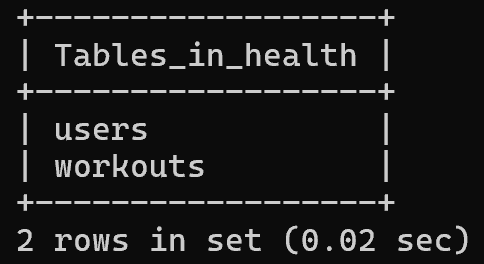 +-------------------+
| Tables_in_health |
+-------------------+
| users            |
| workouts         |
+-------------------+
2 rows in set (0.02 sec)